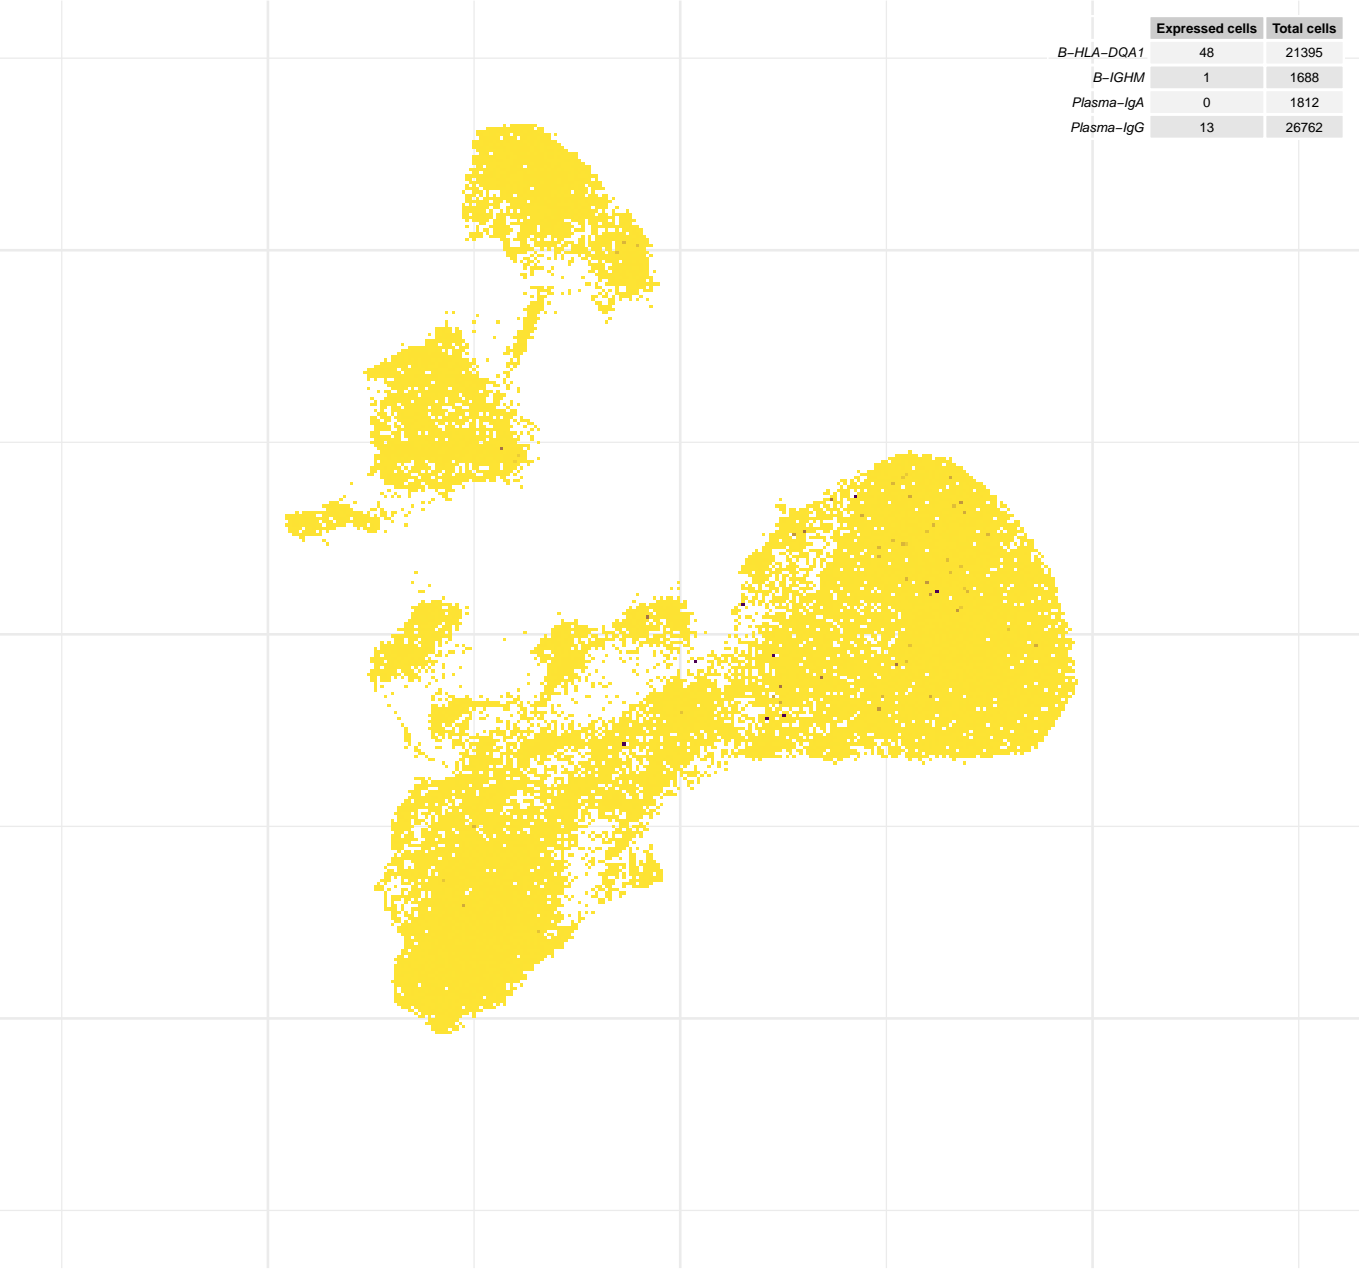 Expressed cells Total cells
B−HLA−DQA1 48 21395
B−IGHM 1 1688
Plasma−IgA 0 1812
Plasma−IgG 13 26762